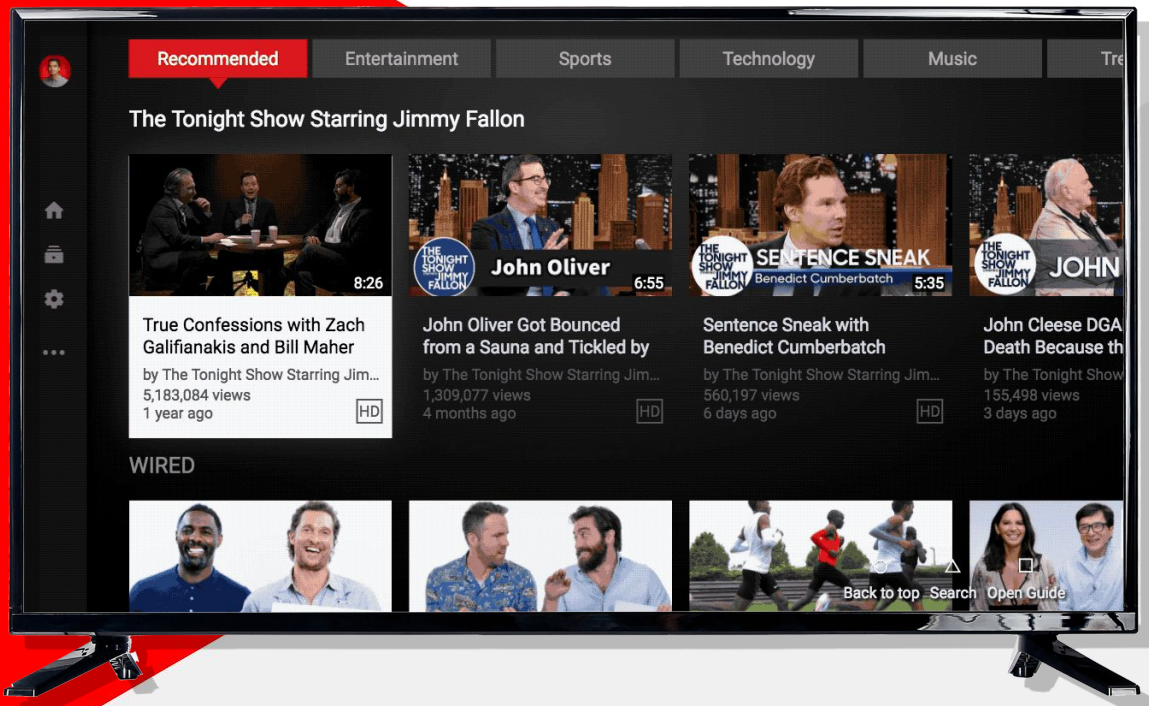 Recommended
Entertainment
Sports
Technology
Music
Tre
The Tonight Show Starring Jimmy Fallon
8:26
THE
TONIGHT
SHOW
JIMMY
FALLON
John Oliver
6:55
THE
TONIGHT
SHOW
JIMMY
FALLON
SENTENCE SNEAK
Benedict Cumberbatch
5:35
THE
TONIGHT
SHOW
JIMMY
FALLON
JOHN
True Confessions with Zach
Galifianakis and Bill Maher
by The Tonight Show Starring Jim...
5,183,084 views
1 year ago
HD
John Oliver Got Bounced
from a Sauna and Tickled by
by The Tonight Show Starring Jim...
1,309,077 views
4 months ago
HD
Sentence Sneak with
Benedict Cumberbatch
by The Tonight Show Starring Jim...
560,197 views
6 days ago
HD
John Cleese DGA
Death Because th
by The Tonight Show
155,498 views
3 days ago
WIRED
Back to top
Search
Open Guide